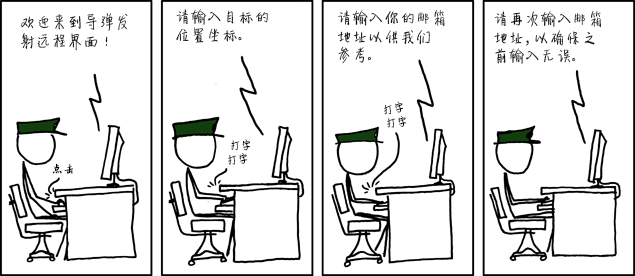 欢迎来到导弹发
射远程界面！
点击
请输入目标的
位置坐标。
打字
打字
请输入你的邮箱
地址以供我们
参考。
打字
打字
请再次输入邮箱
地址，以确保之
前输入无误。